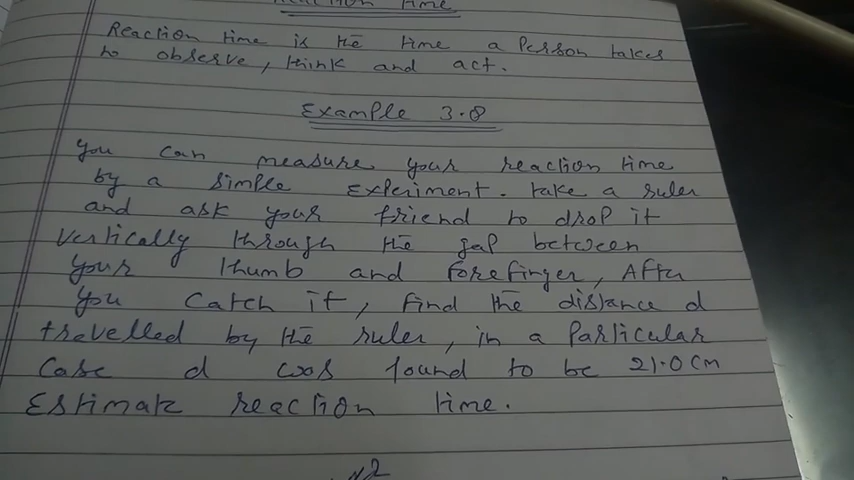 Reaction time
Reaction time is the time a Person takes
to observe, think and act.
Example 3.8
You can measure your reaction time
by a simple experiment. take a ruler
and ask your friend to drop it
vertically through the gap between
your thumb and forefinger, After
you catch it, find the distance d
travelled by the ruler, in a Particular
case d was found to be 21.0 cm
Estimate reaction time.